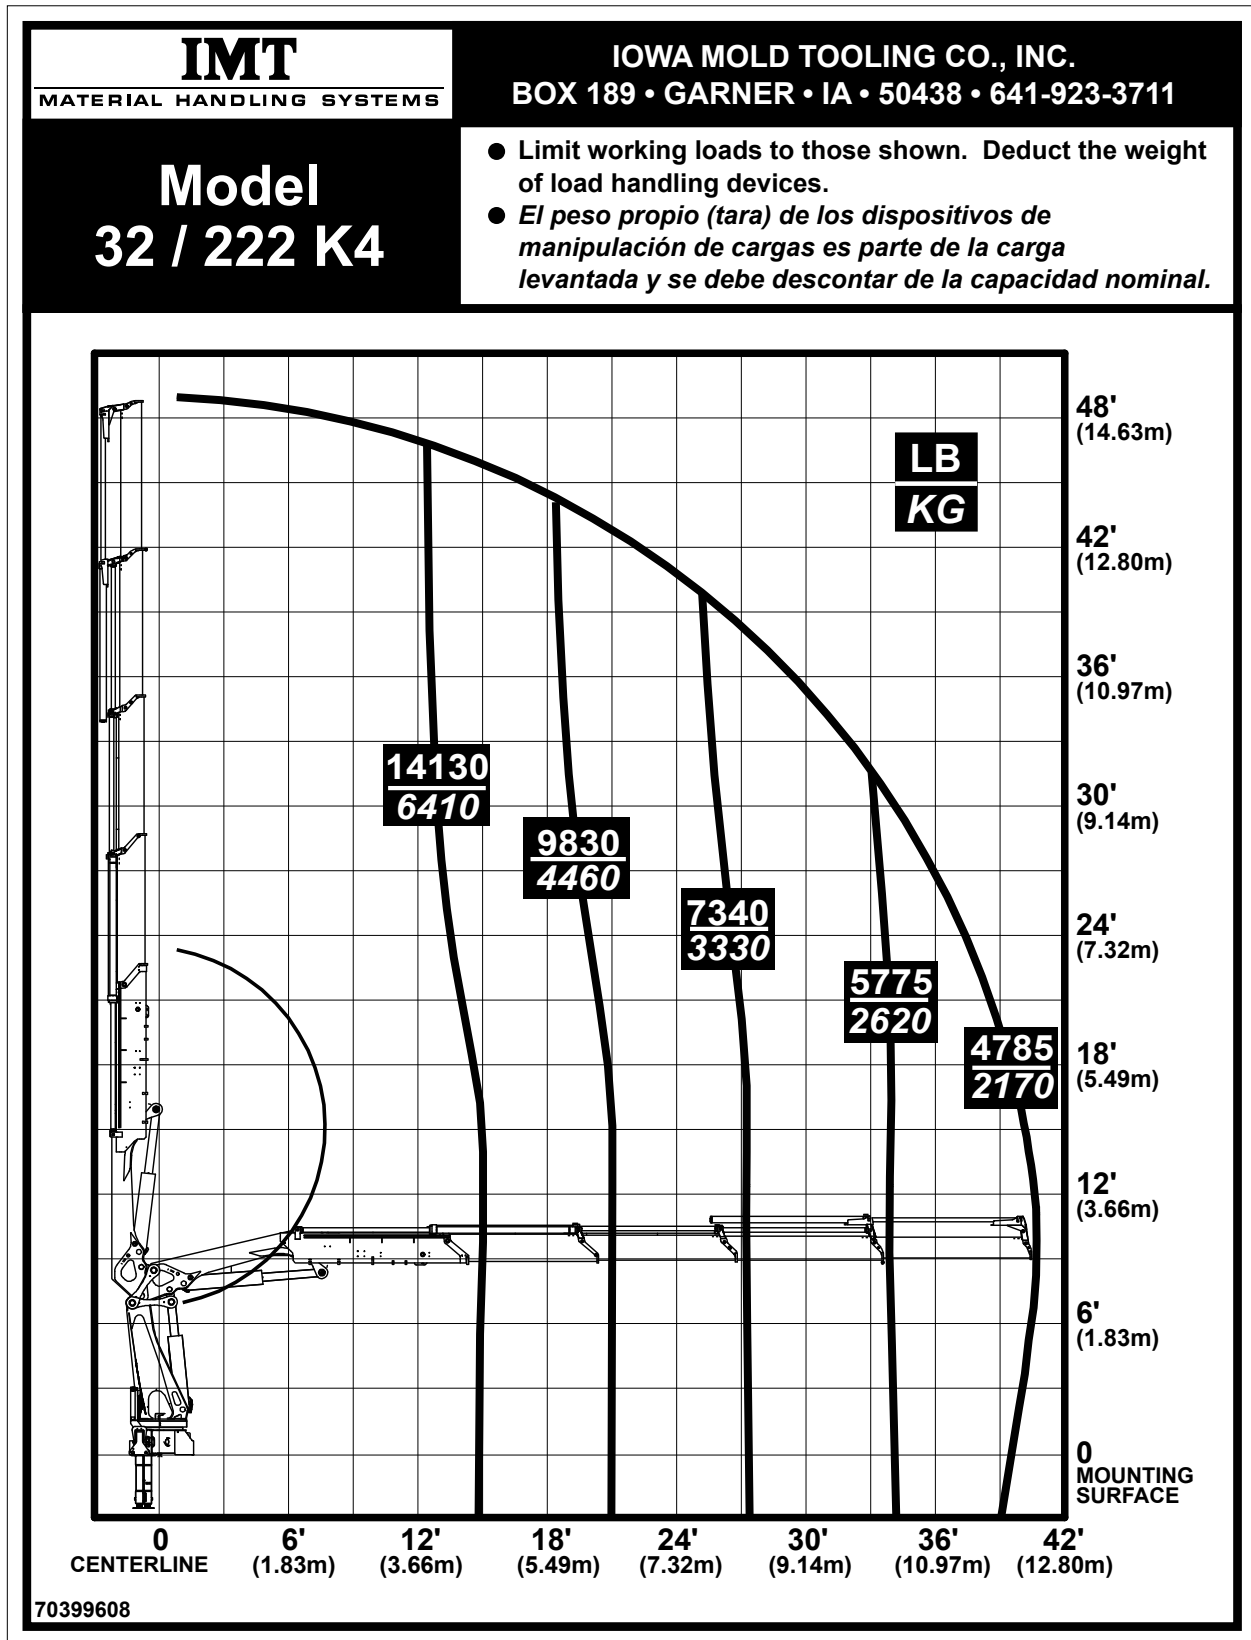 IMT
MATERIAL HANDLING SYSTEMS
IOWA MOLD TOOLING CO., INC.
BOX 189 • GARNER • IA • 50438 • 641-923-3711
Model
32 / 222 K4
● Limit working loads to those shown. Deduct the weight
of load handling devices.
● El peso propio (tara) de los dispositivos de
manipulación de cargas es parte de la carga
levantada y se debe descontar de la capacidad nominal.
LB
KG
48'
(14.63m)
42'
(12.80m)
36'
(10.97m)
30'
(9.14m)
24'
(7.32m)
18'
(5.49m)
12'
(3.66m)
6'
(1.83m)
0
MOUNTING
SURFACE
14130
6410
9830
4460
7340
3330
5775
2620
4785
2170
0 6' 12' 18' 24' 30' 36' 42'
CENTERLINE (1.83m) (3.66m) (5.49m) (7.32m) (9.14m) (10.97m) (12.80m)
70399608